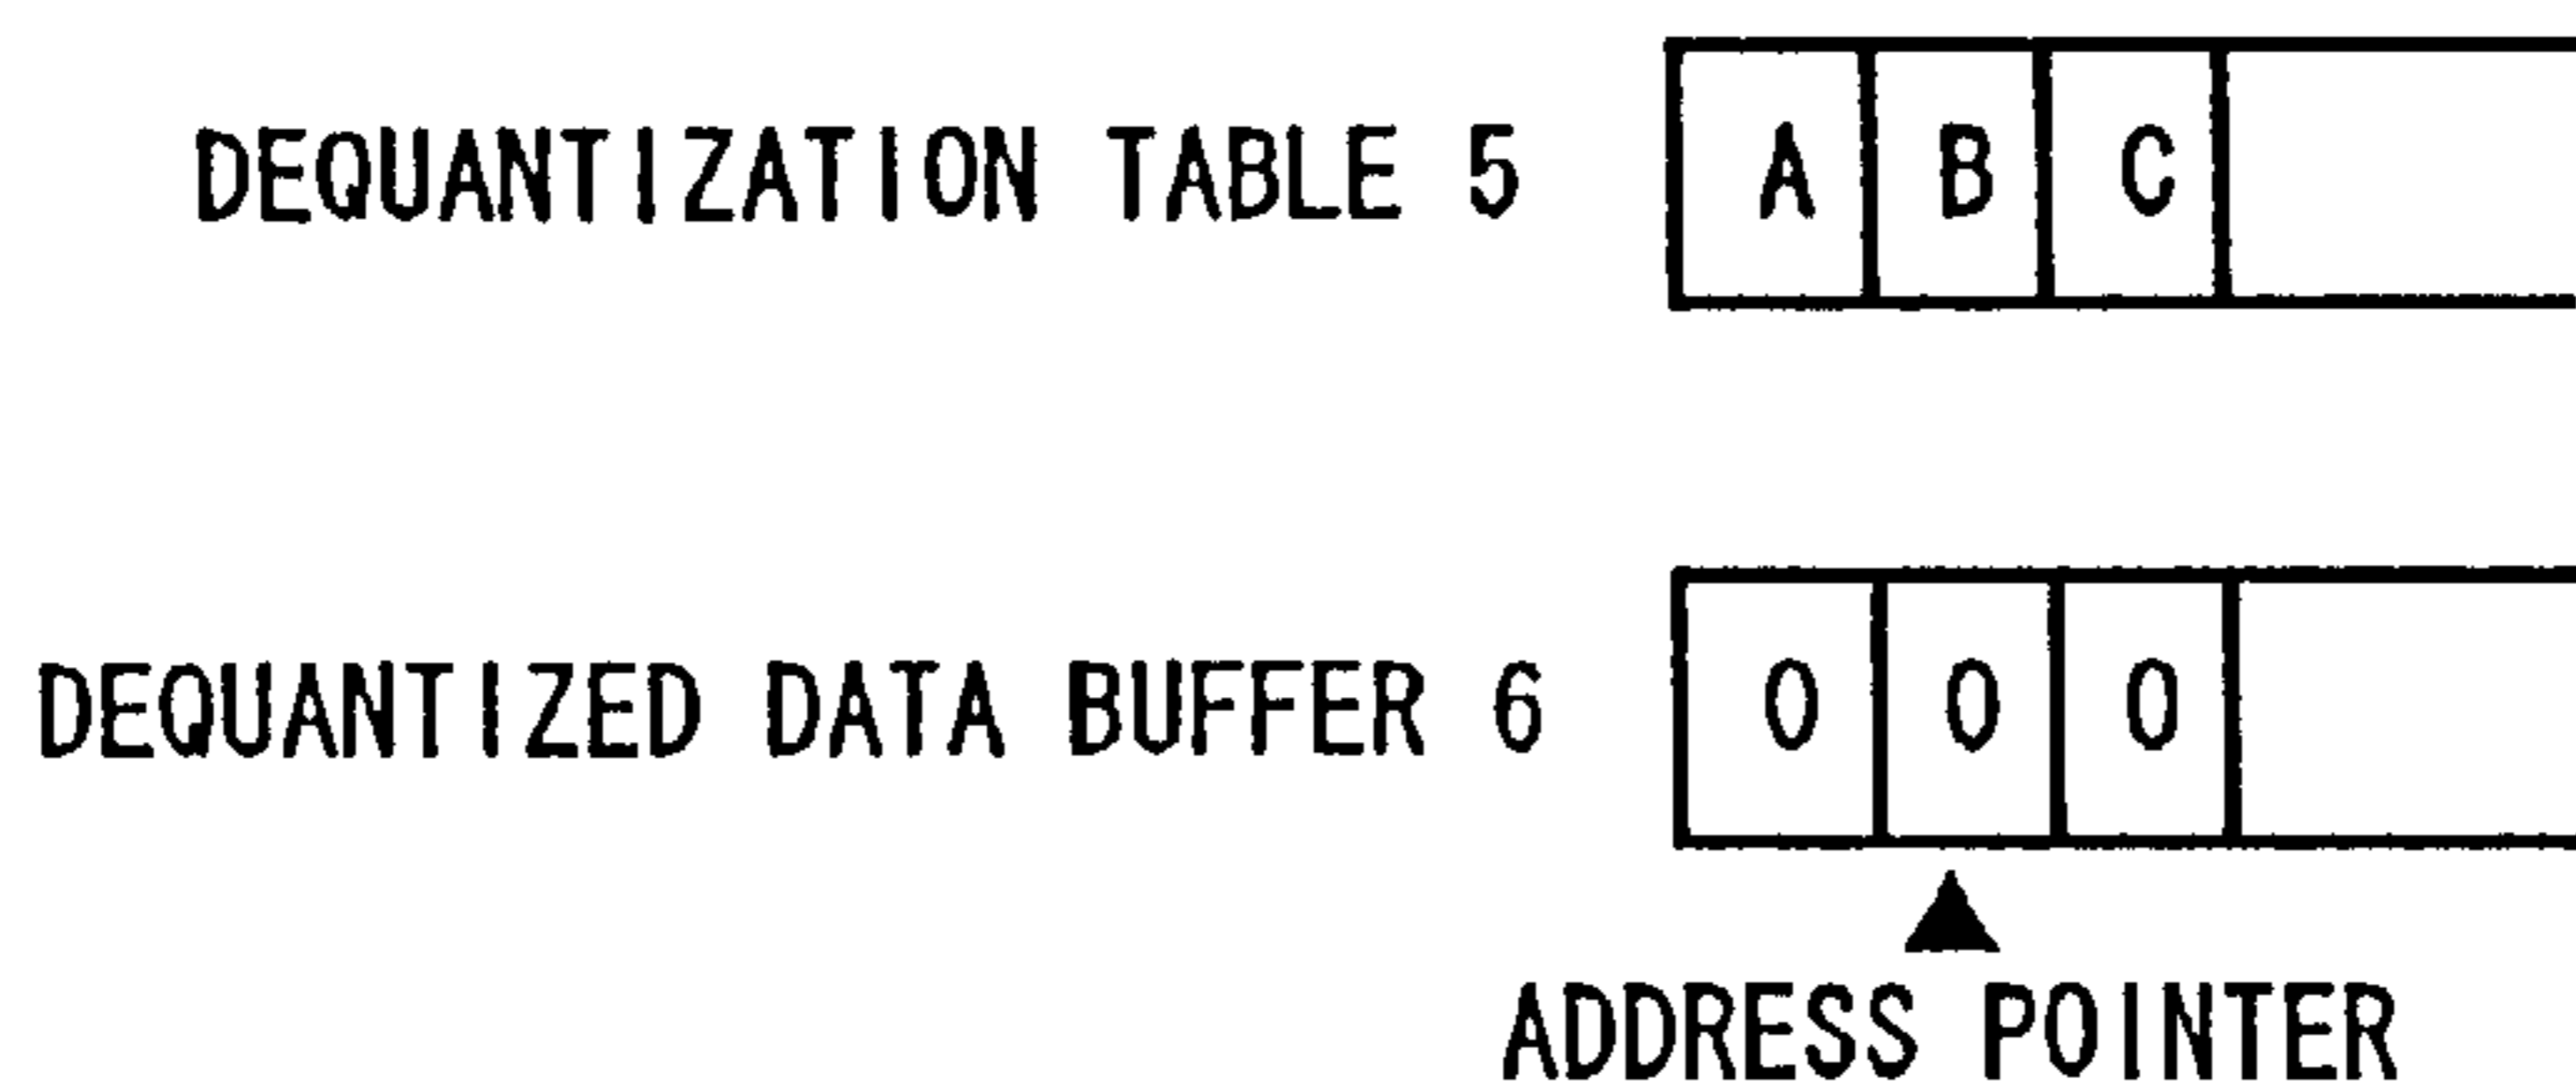 DEQUANTIZATION TABLE 5 A B C
DEQUANTIZED DATA BUFFER 6 0 0 0
ADDRESS POINTER